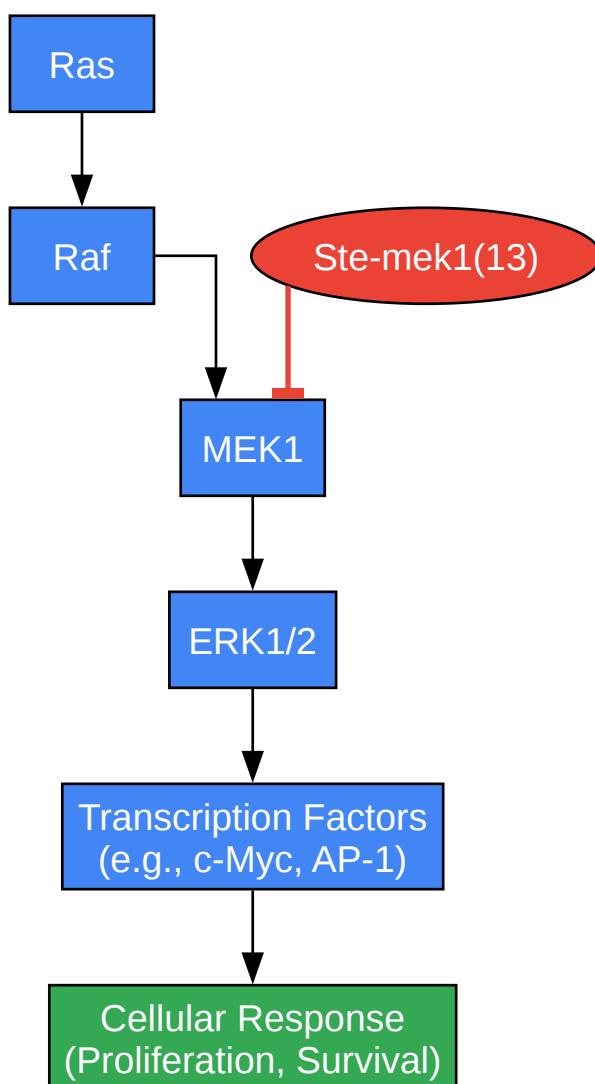 Ras
Raf
Ste-mek1(13)
MEK1
ERK1/2
Transcription Factors
(e.g., c-Myc, AP-1)
Cellular Response
(Proliferation, Survival)